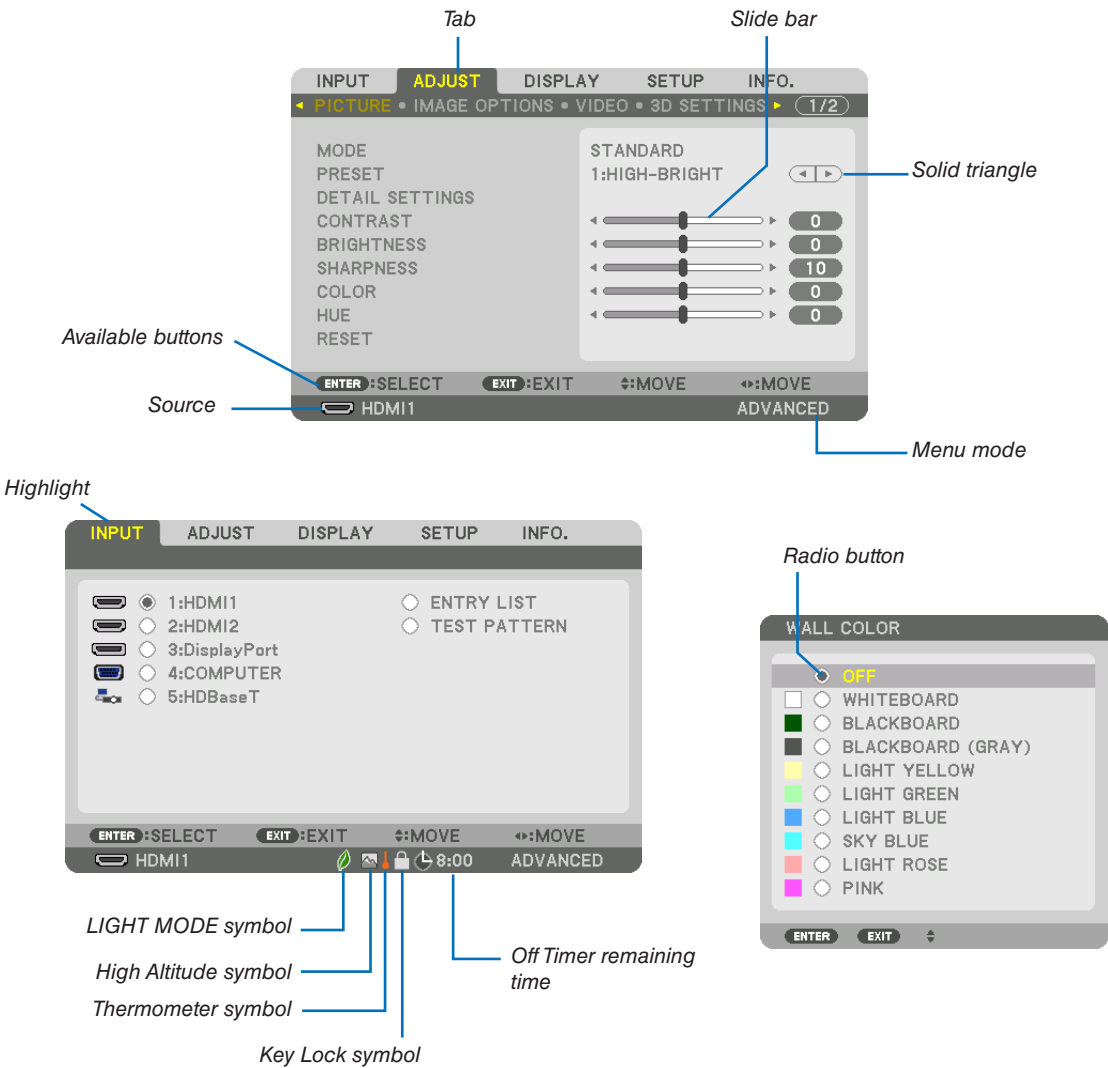 Tab
Slide bar
INPUT ADJUST DISPLAY SETUP INFO.
PICTURE • IMAGE OPTIONS • VIDEO • 3D SETTINGS 1/2
MODE STANDARD
PRESET 1:HIGH-BRIGHT
Solid triangle
DETAIL SETTINGS
CONTRAST 0
BRIGHTNESS 0
SHARPNESS 10
COLOR 0
HUE 0
RESET
Available buttons
ENTER :SELECT EXIT :EXIT :MOVE :MOVE
Source
HDMI1 ADVANCED
Menu mode
Highlight
INPUT ADJUST DISPLAY SETUP INFO.
1:HDMI1 ENTRY LIST
2:HDMI2 TEST PATTERN
3:DisplayPort
4:COMPUTER
5:HDBaseT
ENTER :SELECT EXIT :EXIT :MOVE :MOVE
HDMI1 8:00 ADVANCED
LIGHT MODE symbol
High Altitude symbol
Thermometer symbol
Key Lock symbol
Off Timer remaining
time
Radio button
WALL COLOR
OFF
WHITEBOARD
BLACKBOARD
BLACKBOARD (GRAY)
LIGHT YELLOW
LIGHT GREEN
LIGHT BLUE
SKY BLUE
LIGHT ROSE
PINK
ENTER EXIT